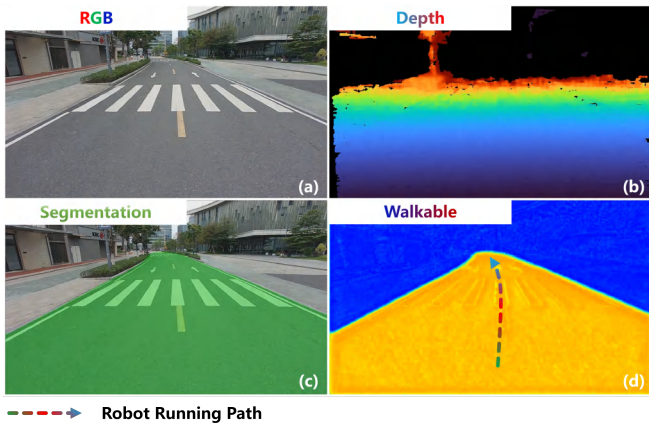 RGB
Depth
(a)
(b)
Segmentation
Walkable
(c)
(d)
Robot Running Path